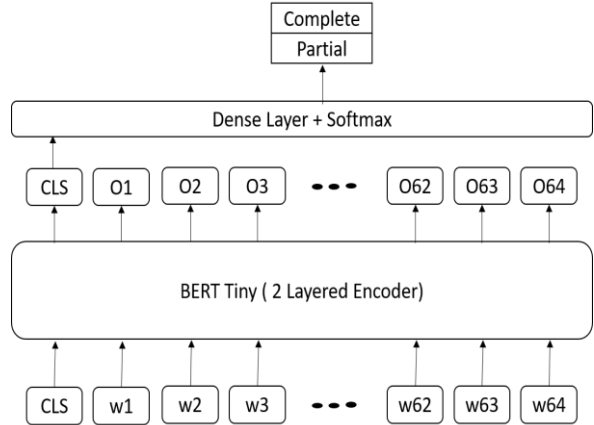 Complete
Partial
Dense Layer + Softmax
CLS O1 O2 O3 ••• O62 O63 O64
BERT Tiny ( 2 Layered Encoder)
CLS w1 w2 w3 ••• w62 w63 w64